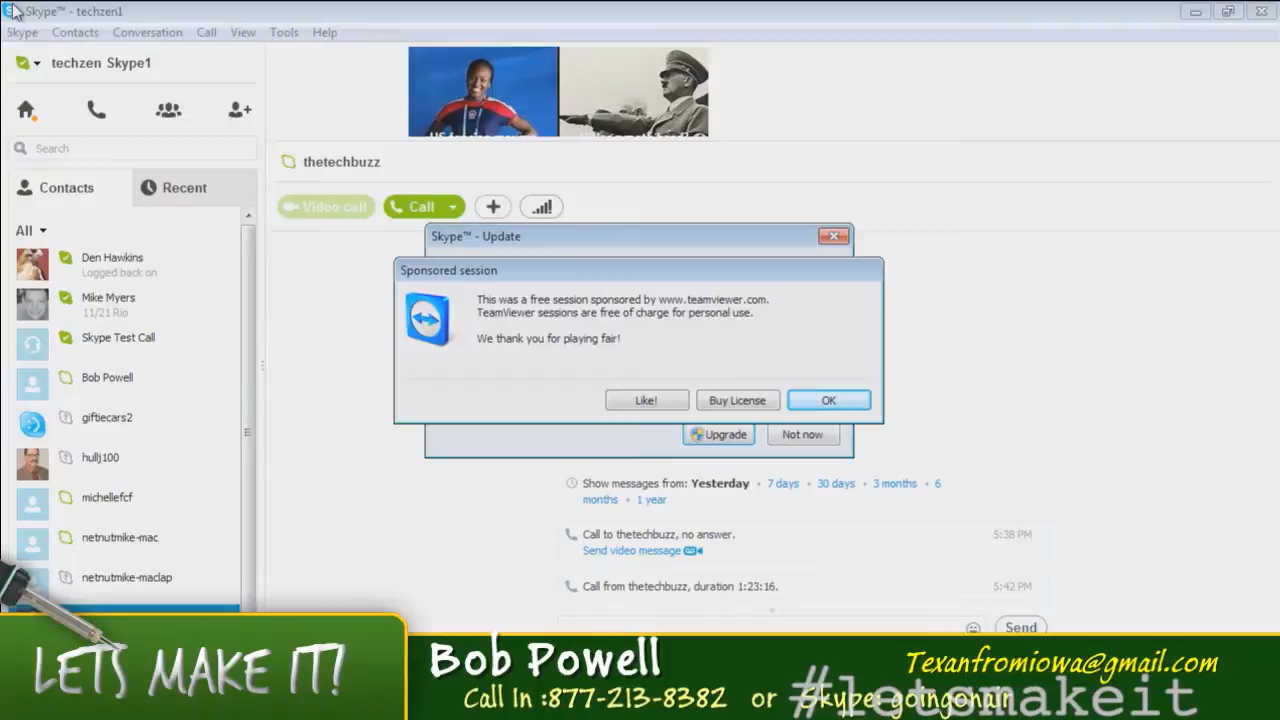 Skype™ - techzen1
Skype Contacts Conversation Call View Tools Help
techzen Skype1
Search
Contacts
Recent
All
Den Hawkins
Logged back on
Mike Myers
11/21 Rio
Skype Test Call
Bob Powell
giftiecars2
hullj100
michellefcf
netnutmike-mac
netnutmike-maclap
thetechbuzz
Video call
Call
Skype™ - Update
Sponsored session
This was a free session sponsored by www.teamviewer.com.
TeamViewer sessions are free of charge for personal use.
We thank you for playing fair!
Like! Buy License OK
Upgrade Not now
Show messages from: Yesterday • 7 days • 30 days • 3 months • 6
months • 1 year
Call to thetechbuzz, no answer. 5:38 PM
Send video message
Call from thetechbuzz, duration 1:23:16. 5:42 PM
Send
LETS MAKE IT!
Bob Powell
Texanfromiowa@gmail.com
Call In :877-213-8382 or Skype: goingonair
#letsmakeit